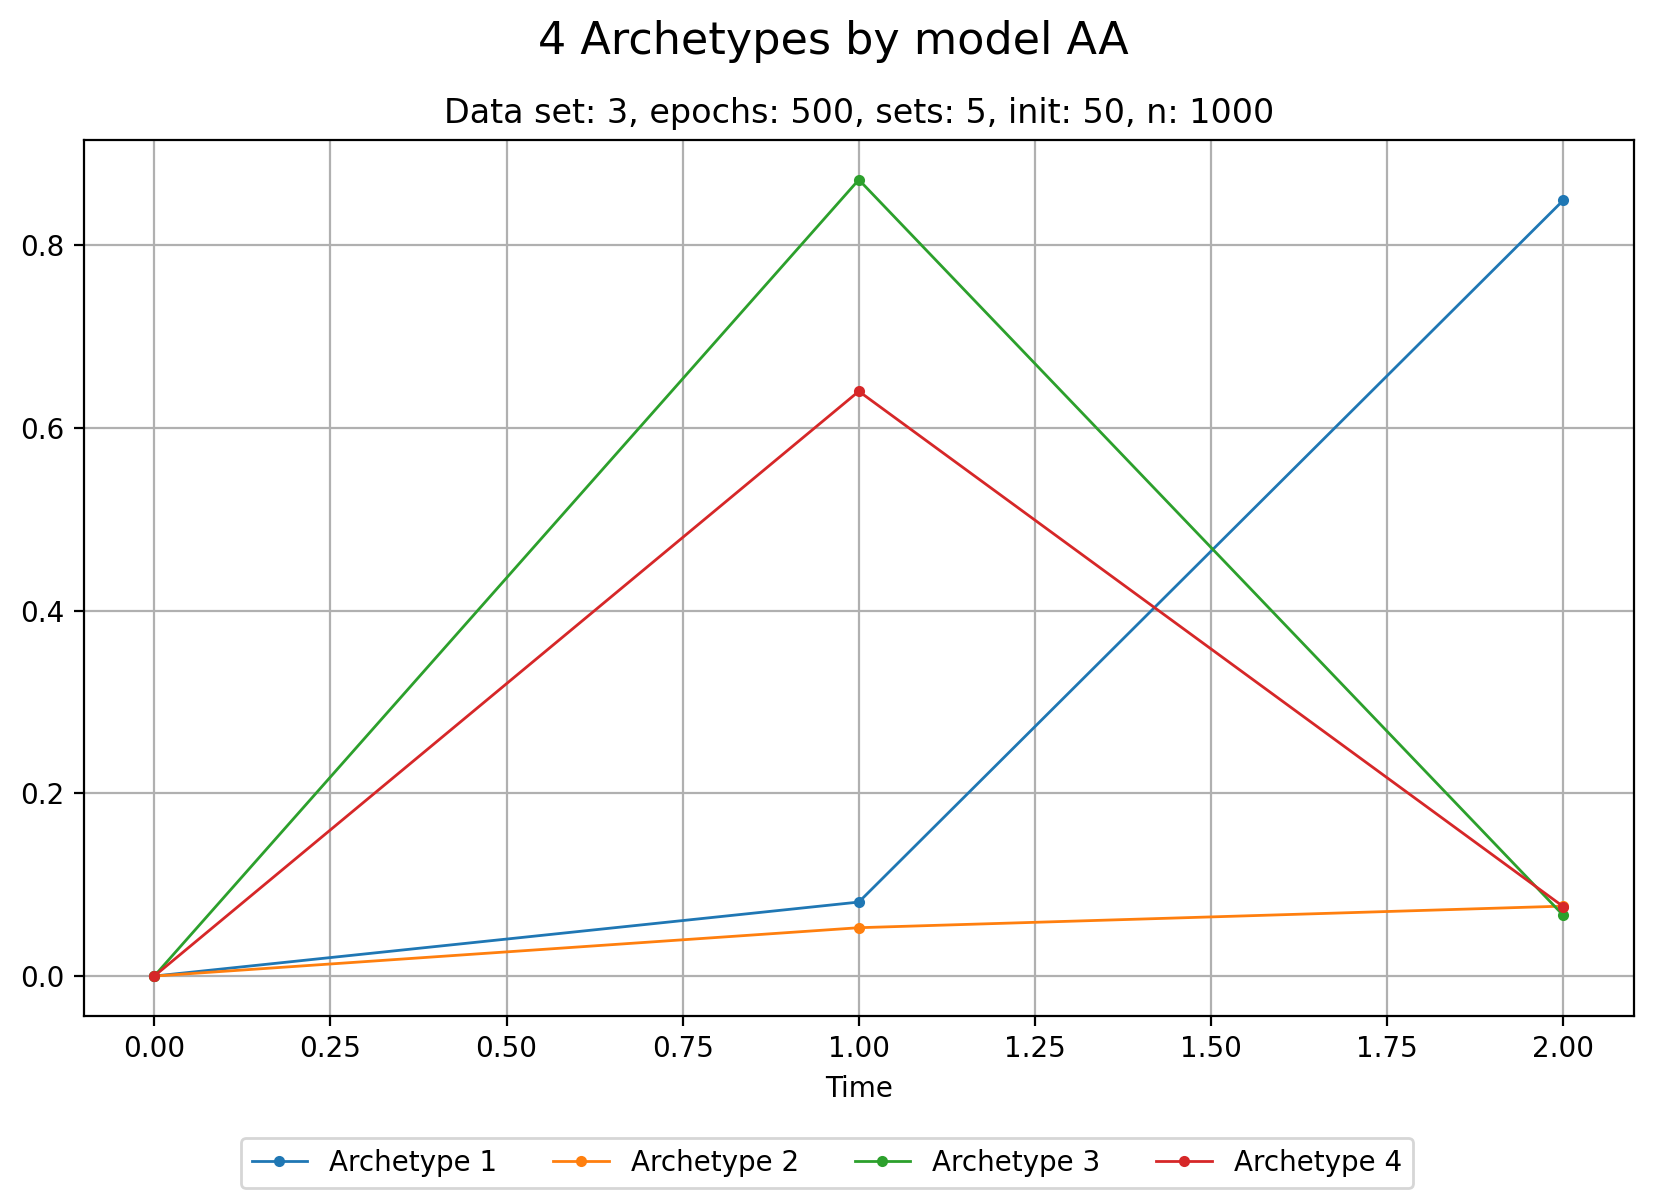 4 Archetypes by model AA
Data set: 3, epochs: 500, sets: 5, init: 50, n: 1000
0.8
0.6
0.4
0.2
0.0
0.00 0.25 0.50 0.75 1.00 1.25 1.50 1.75 2.00
Time
Archetype 1 Archetype 2 Archetype 3 Archetype 4